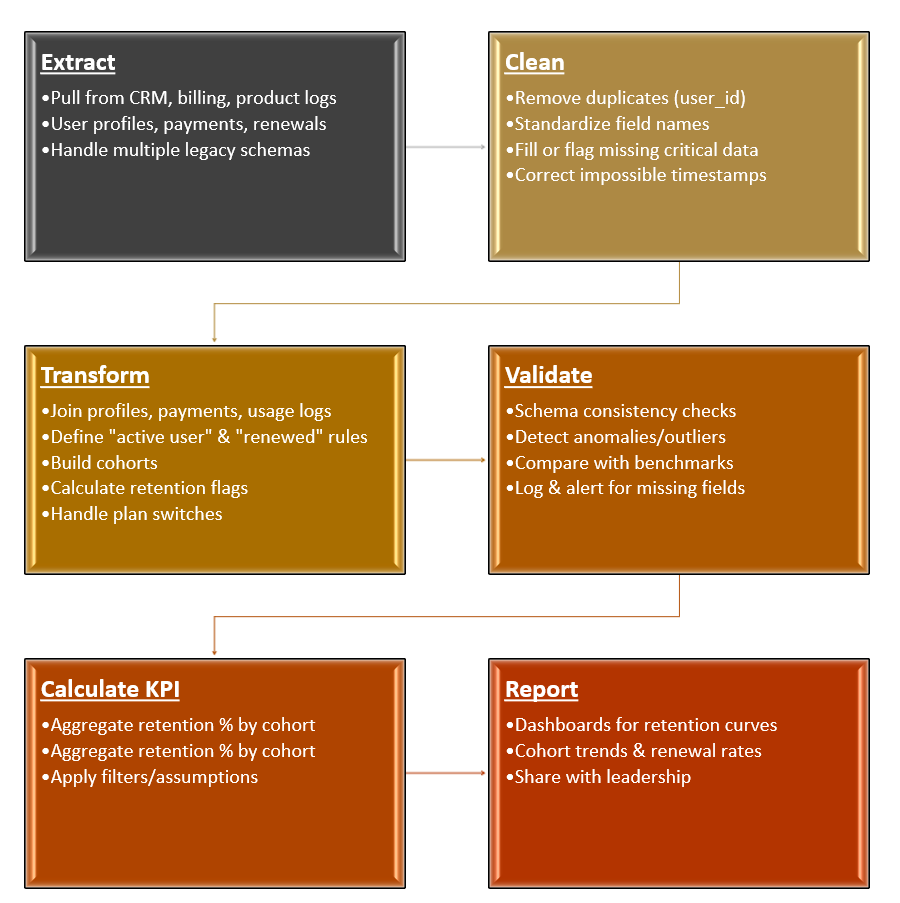 Extract
•Pull from CRM, billing, product logs
•User profiles, payments, renewals
•Handle multiple legacy schemas
Clean
•Remove duplicates (user_id)
•Standardize field names
•Fill or flag missing critical data
•Correct impossible timestamps
Transform
•Join profiles, payments, usage logs
•Define "active user" & "renewed" rules
•Build cohorts
•Calculate retention flags
•Handle plan switches
Validate
•Schema consistency checks
•Detect anomalies/outliers
•Compare with benchmarks
•Log & alert for missing fields
Calculate KPI
•Aggregate retention % by cohort
•Aggregate retention % by cohort
•Apply filters/assumptions
Report
•Dashboards for retention curves
•Cohort trends & renewal rates
•Share with leadership